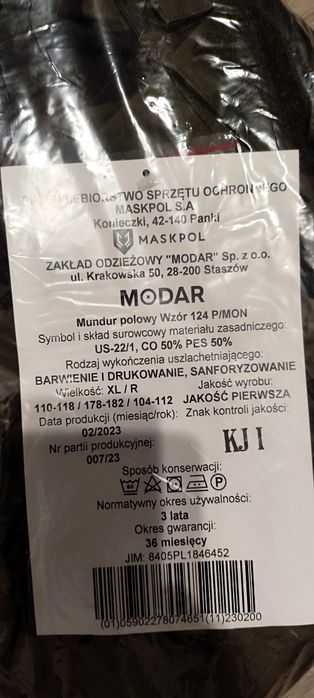 PRZEDSIĘBIORSTWO SPRZĘTU OCHRONNEGO
MASKPOL S.A
Konieczki, 42-140 Panki
MASKPOL
ZAKŁAD ODZIEŻOWY "MODAR" Sp. z o.o.
ul. Krakowska 50, 28-200 Staszów
MODAR
Mundur polowy Wzór 124 P/MON
Symbol i skład surowcowy materiału zasadniczego:
US-22/1, CO 50% PES 50%
Rodzaj wykończenia uszlachetniającego:
BARWIENIE I DRUKOWANIE, SANFORYZOWANIE
Wielkość: XL / R Jakość wyrobu:
110-118 / 178-182 / 104-112 JAKOŚĆ PIERWSZA
Data produkcji (miesiąc/rok): Znak kontroli jakości:
02/2023
KJ I
Nr partii produkcyjnej:
007/23
Sposób konserwacji:
60 P
Normatywny okres używalności:
3 lata
Okres gwarancji:
36 miesięcy
JIM: 8405PL1846452
(01)05902278074651(11)230200